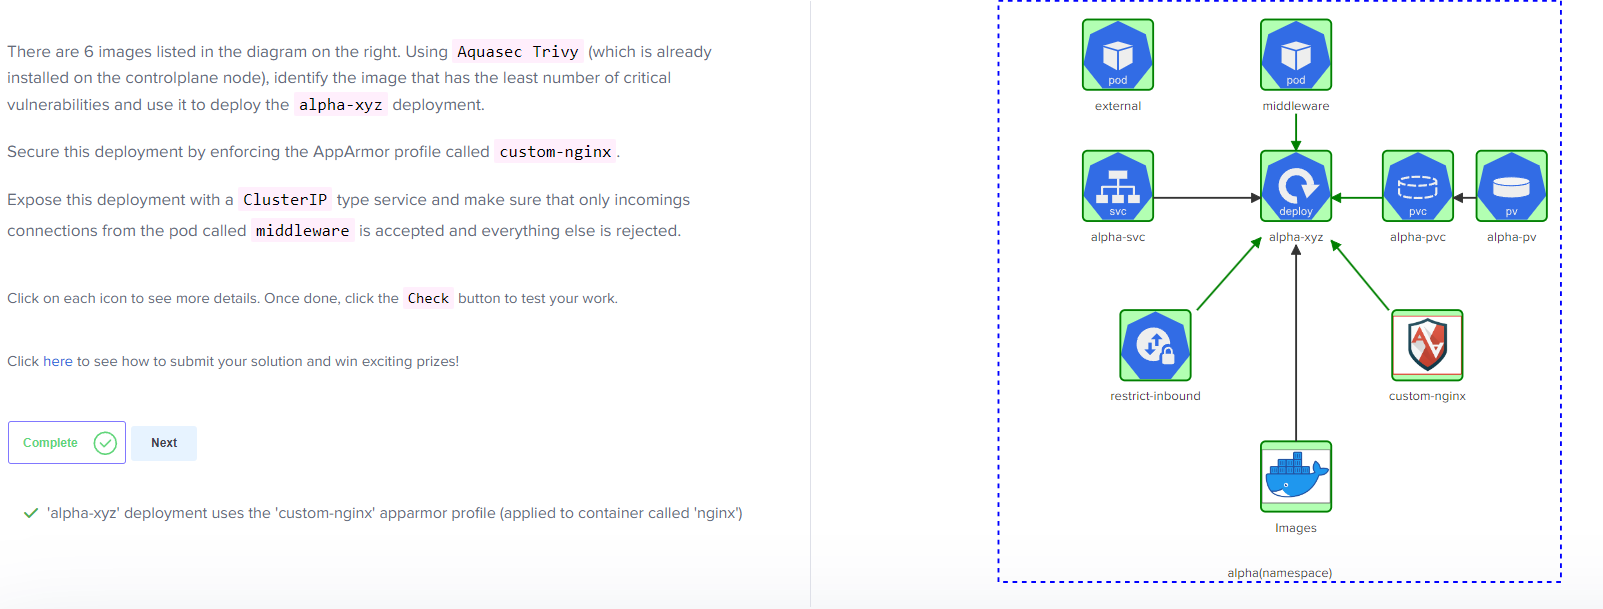 There are 6 images listed in the diagram on the right. Using Aquasec Trivy (which is already
installed on the controlplane node), identify the image that has the least number of critical
vulnerabilities and use it to deploy the alpha-xyz deployment.
Secure this deployment by enforcing the AppArmor profile called custom-nginx .
Expose this deployment with a ClusterIP type service and make sure that only incomings
connections from the pod called middleware is accepted and everything else is rejected.
Click on each icon to see more details. Once done, click the Check button to test your work.
Click here to see how to submit your solution and win exciting prizes!
Complete
Next
'alpha-xyz' deployment uses the 'custom-nginx' apparmor profile (applied to container called 'nginx')
pod
pod
external
middleware
svc
deploy
pvc
pv
alpha-svc
alpha-xyz
alpha-pvc
alpha-pv
restrict-inbound
custom-nginx
Images
alpha(namespace)